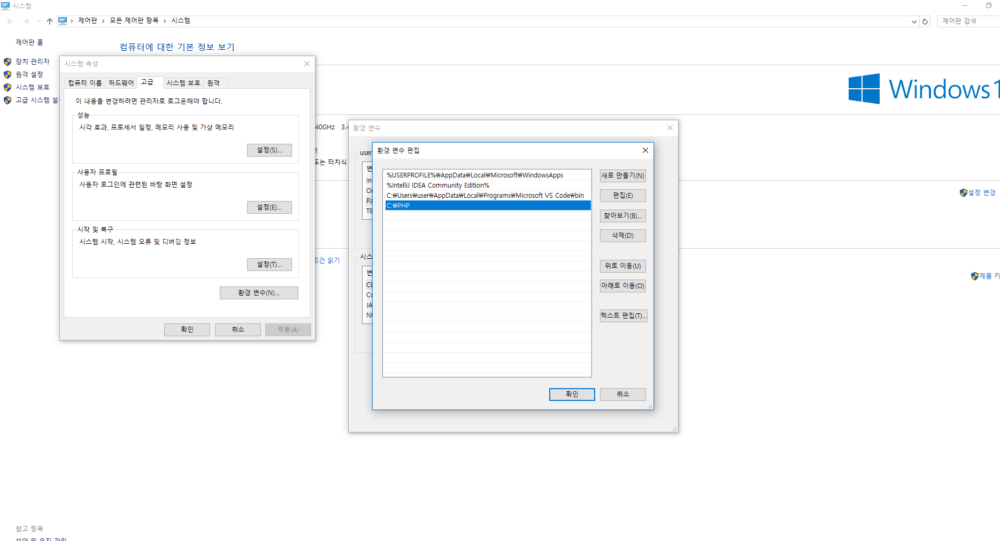 시스템
제어판 > 모든 제어판 항목 > 시스템
제어판 검색
제어판 홈
장치 관리자
원격 설정
시스템 보호
고급 시스템 설
컴퓨터에 대한 기본 정보 보기
Windows
시스템 속성
컴퓨터 이름 하드웨어 고급 시스템 보호 원격
이 내용을 변경하려면 관리자로 로그온해야 합니다.
성능
시각 효과, 프로세서 일정, 메모리 사용 및 가상 메모리
설정(S)...
사용자 프로필
사용자 로그인에 관련된 바탕 화면 설정
설정(E)...
시작 및 복구
시스템 시작, 시스템 오류 및 디버깅 정보
설정(T)...
환경 변수(N)...
확인 취소 적용(A)
40GHz 3.4
또는 터치식
조건 읽기
환경 변수
user
변
In
Pa
TE
시스
변
Co
JA
환경 변수 편집
%USERPROFILE%₩AppData₩Local₩Microsoft₩WindowsApps
%IntelliJ IDEA Community Edition%
C:₩Users₩user₩AppData₩Local₩Programs₩Microsoft VS Code₩bin
C:₩PHP
새로 만들기(N)
편집(E)
찾아보기(B)...
삭제(D)
위로 이동(U)
아래로 이동(O)
텍스트 편집(T)...
확인 취소
설정 변경
제품 키
참고 항목
보안 및 유지 관리